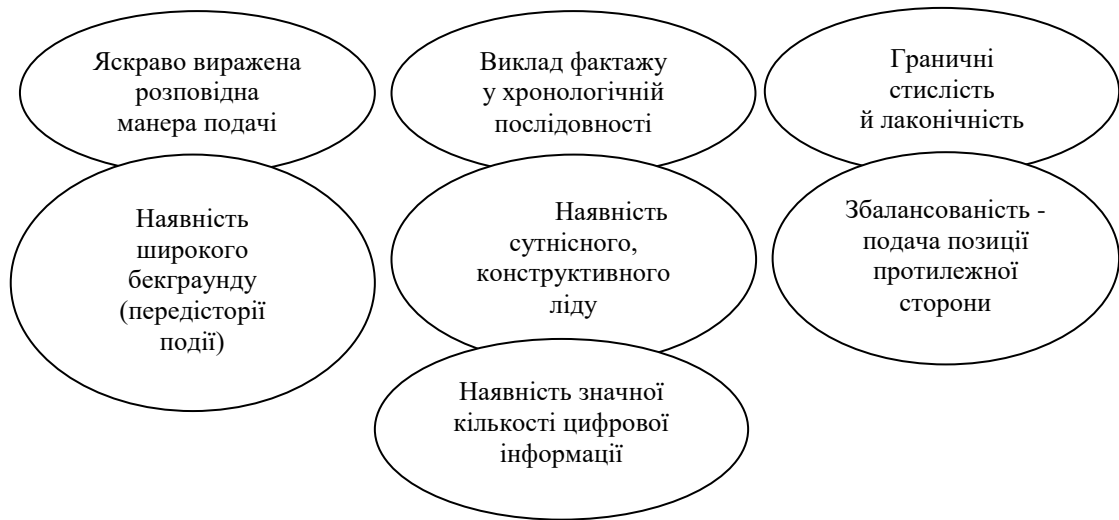 Яскраво виражена
розповідна
манера подачі
Виклад фактажу
у хронологічній
послідовності
Граничні
стислість
й лаконічність
Наявність
широкого
бекграунду
(передісторії
події)
Наявність
сутнісного,
конструктивного
ліду
Збалансованість -
подача позиції
протилежної
сторони
Наявність значної
кількості цифрової
інформації